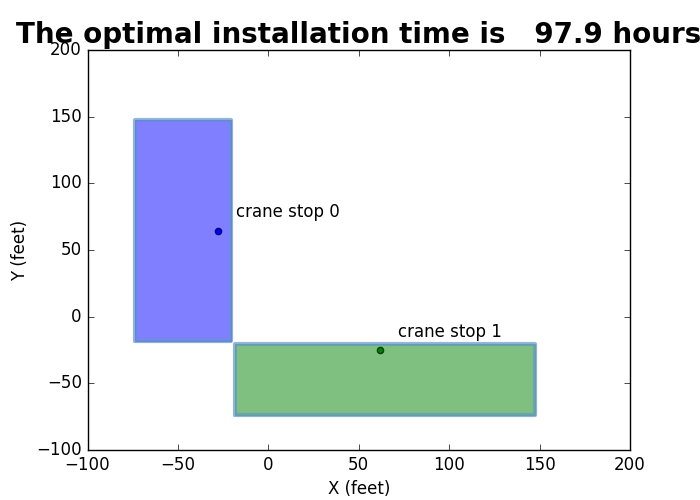 The optimal installation time is   97.9 hours
200
150
100
50
0
−50
−100
Y (feet)
crane stop 0
crane stop 1
−100 −50 0 50 100 150 200
X (feet)